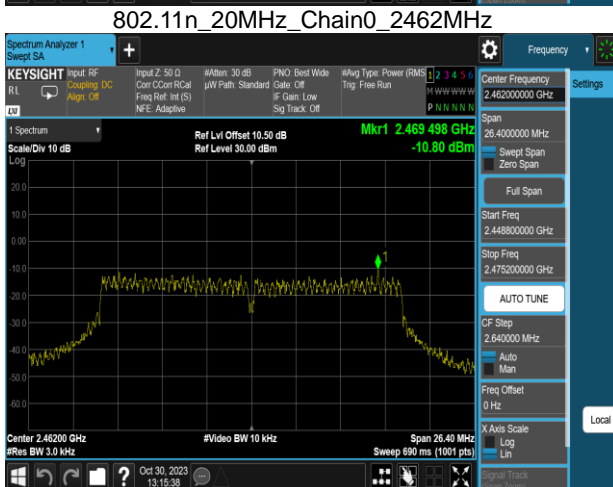 802.11n_20MHz_Chain0_2462MHz
Spectrum Analyzer 1
Swept SA
Frequency
KEYSIGHT
RL
Input: RF
Coupling: DC
Align: Off
Input Z: 50 Ω
Corr CCorr RCal
Freq Ref: Int (S)
NFE: Adaptive
#Atten: 30 dB
µW Path: Standard
PNO: Best Wide
Gate: Off
IF Gain: Low
Sig Track: Off
#Avg Type: Power (RMS
Trig: Free Run
1 2 3 4 5 6
M W W W W W
P N N N N N
LXI
1 Spectrum
Scale/Div 10 dB
Log
Ref Lvl Offset 10.50 dB
Ref Level 30.00 dBm
Mkr1 2.469 498 GHz
-10.80 dBm
20.0
10.0
0.00
-10.0
-20.0
-30.0
-40.0
-50.0
-60.0
1
Center 2.46200 GHz
#Res BW 3.0 kHz
#Video BW 10 kHz
Span 26.40 MHz
Sweep 690 ms (1001 pts)
Oct 30, 2023
13:15:38
Center Frequency
2.462000000 GHz
Span
26.4000000 MHz
Swept Span
Zero Span
Full Span
Start Freq
2.448800000 GHz
Stop Freq
2.475200000 GHz
AUTO TUNE
CF Step
2.640000 MHz
Auto
Man
Freq Offset
0 Hz
X Axis Scale
Log
Lin
Signal Track
Settings
Local